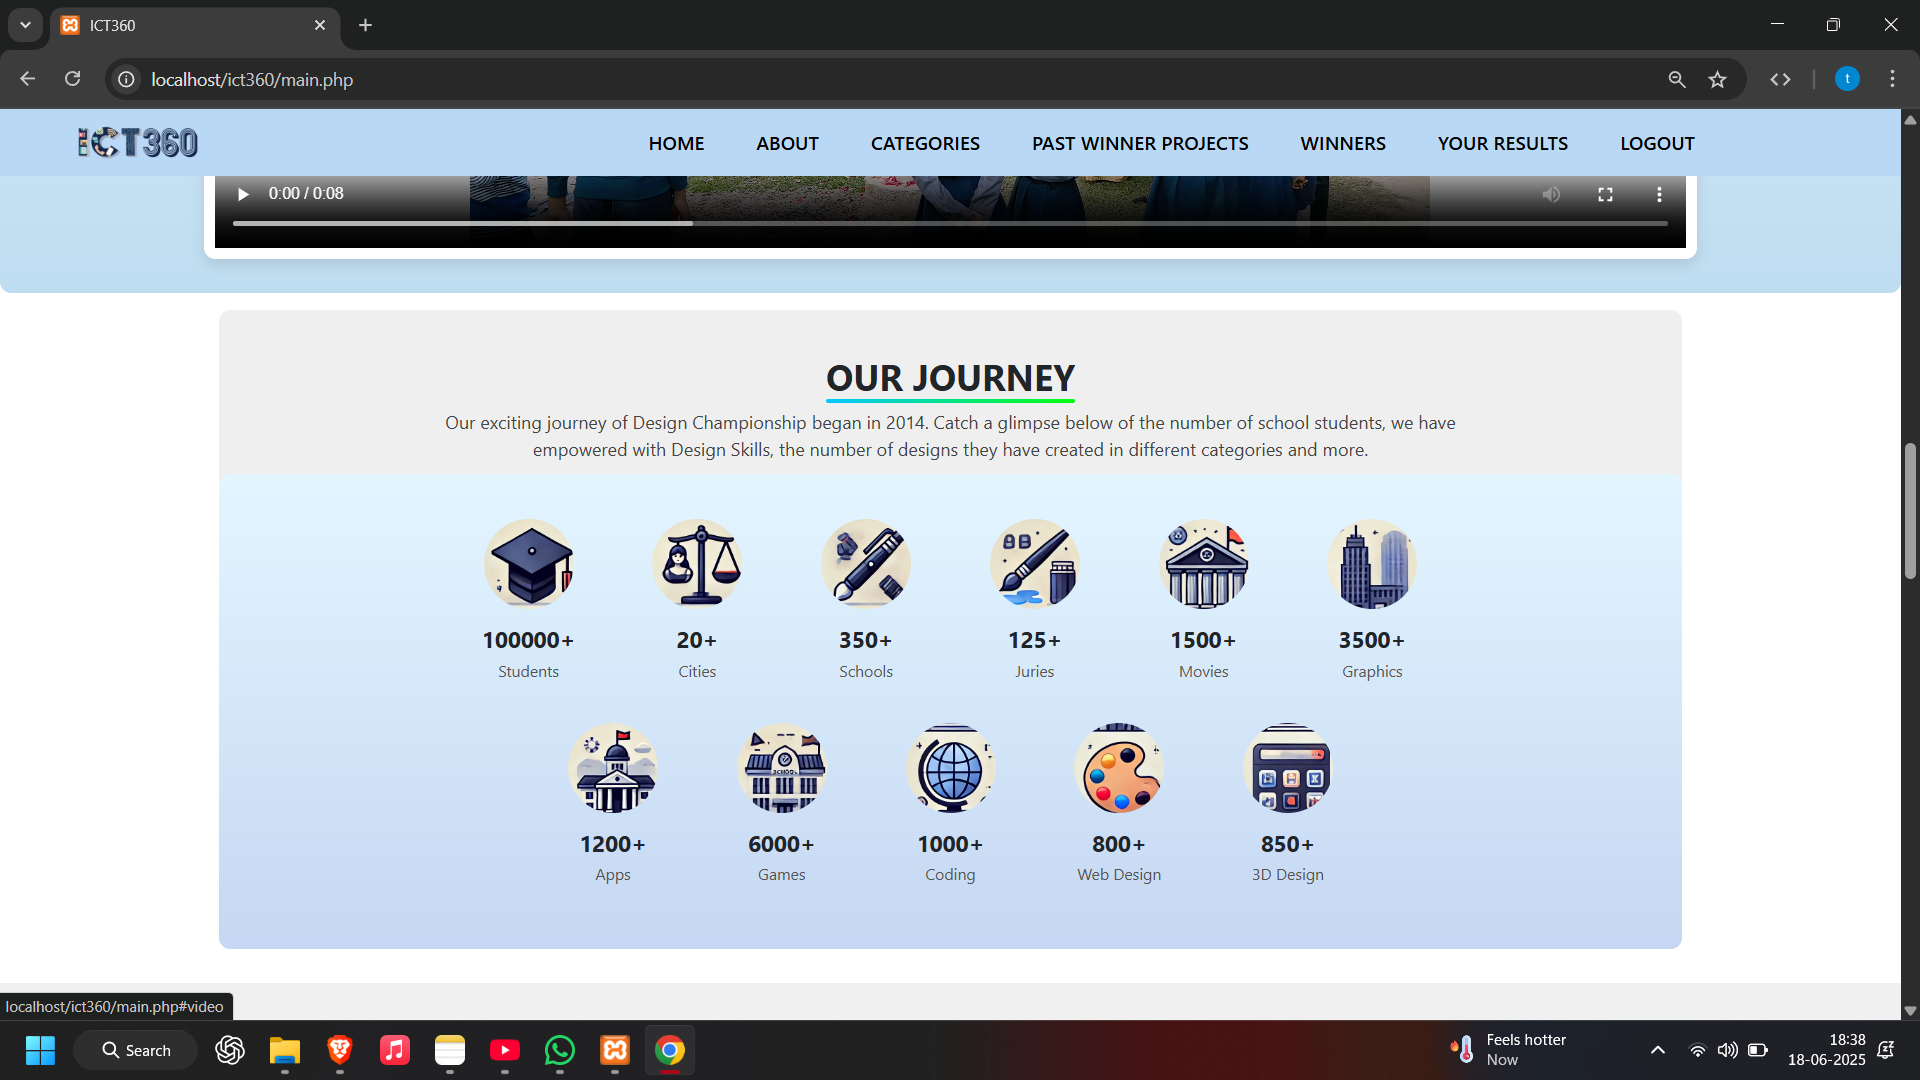 ICT360
localhost/ict360/main.php
t
ICT360
HOME
ABOUT
CATEGORIES
PAST WINNER PROJECTS
WINNERS
YOUR RESULTS
LOGOUT
0:00 / 0:08
OUR JOURNEY
Our exciting journey of Design Championship began in 2014. Catch a glimpse below of the number of school students, we have
empowered with Design Skills, the number of designs they have created in different categories and more.
100000+
Students
20+
Cities
350+
Schools
125+
Juries
1500+
Movies
3500+
Graphics
1200+
Apps
SCHOOL
6000+
Games
1000+
Coding
800+
Web Design
850+
3D Design
localhost/ict360/main.php#video
Search
Feels hotter
Now
18:38
18-06-2025